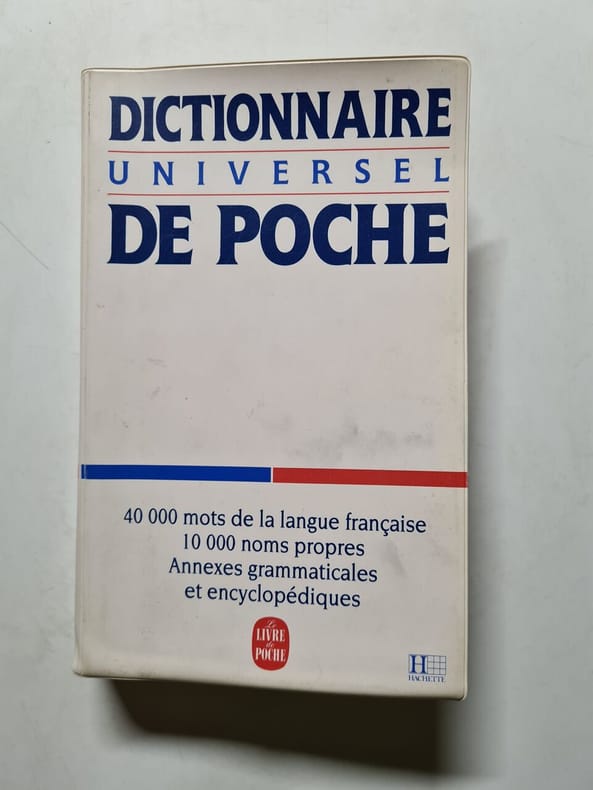 DICTIONNAIRE
UNIVERSEL
DE POCHE
40 000 mots de la langue française
10 000 noms propres
Annexes grammaticales
et encyclopédiques
Le
LIVRE
de
POCHE
H
HACHETTE